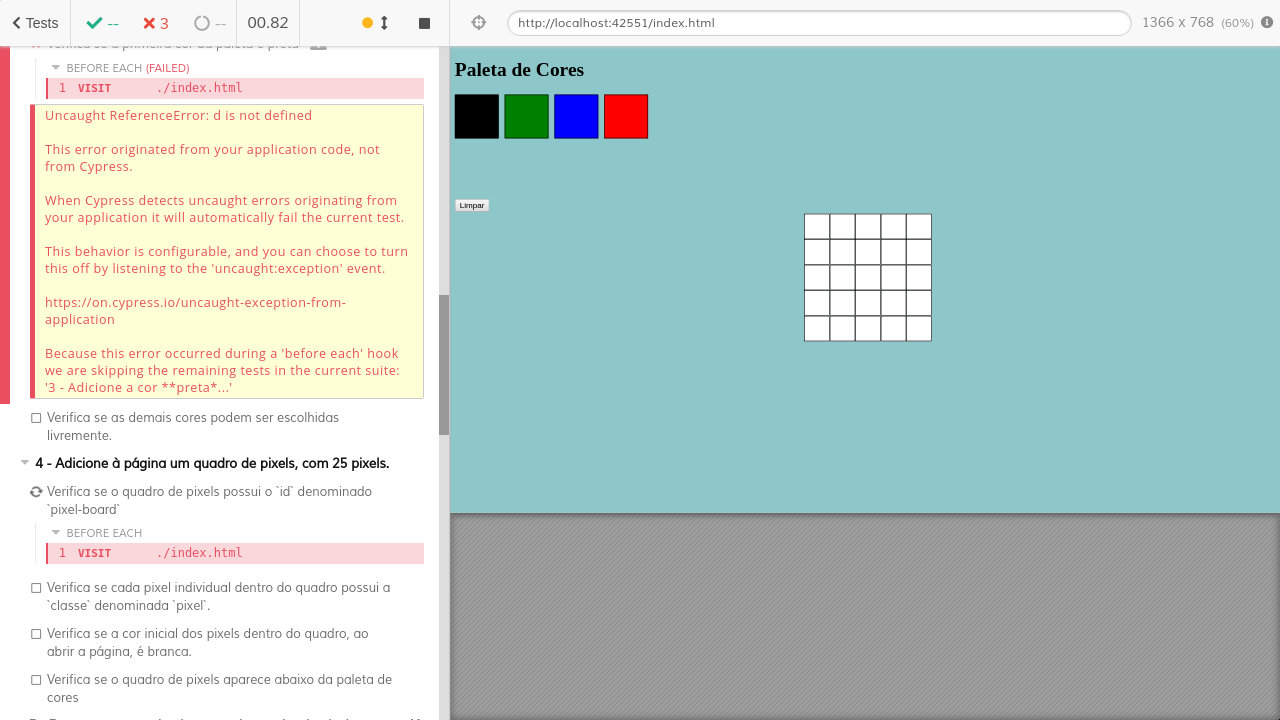 Tests
--
3
--
00.82
http://localhost:42551/index.html
1366 x 768 (60%)
Verifica se a primeira cor da paleta é preta
BEFORE EACH (FAILED)
1 VISIT ./index.html
Uncaught ReferenceError: d is not defined
This error originated from your application code, not
from Cypress.
When Cypress detects uncaught errors originating from
your application it will automatically fail the current test.
This behavior is configurable, and you can choose to turn
this off by listening to the 'uncaught:exception' event.
https://on.cypress.io/uncaught-exception-from-
application
Because this error occurred during a 'before each' hook
we are skipping the remaining tests in the current suite:
'3 - Adicione a cor **preta*...'
Verifica se as demais cores podem ser escolhidas
livremente.
4 - Adicione à página um quadro de pixels, com 25 pixels.
Verifica se o quadro de pixels possui o `id` denominado
`pixel-board`
BEFORE EACH
1 VISIT ./index.html
Verifica se cada pixel individual dentro do quadro possui a
`classe` denominada `pixel`.
Verifica se a cor inicial dos pixels dentro do quadro, ao
abrir a página, é branca.
Verifica se o quadro de pixels aparece abaixo da paleta de
cores
Paleta de Cores
Limpar